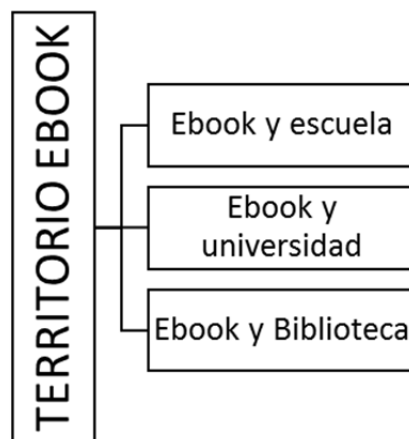 TERRITORIO EBOOK
Ebook y escuela
Ebook y
universidad
Ebook y Biblioteca